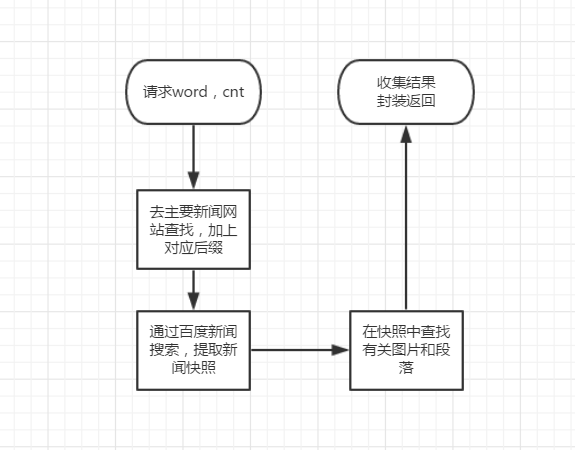 请求word，cnt
去主要新闻网
站查找，加上
对应后缀
通过百度新闻
搜索，提取新
闻快照
在快照中查找
有关图片和段
落
收集结果
封装返回